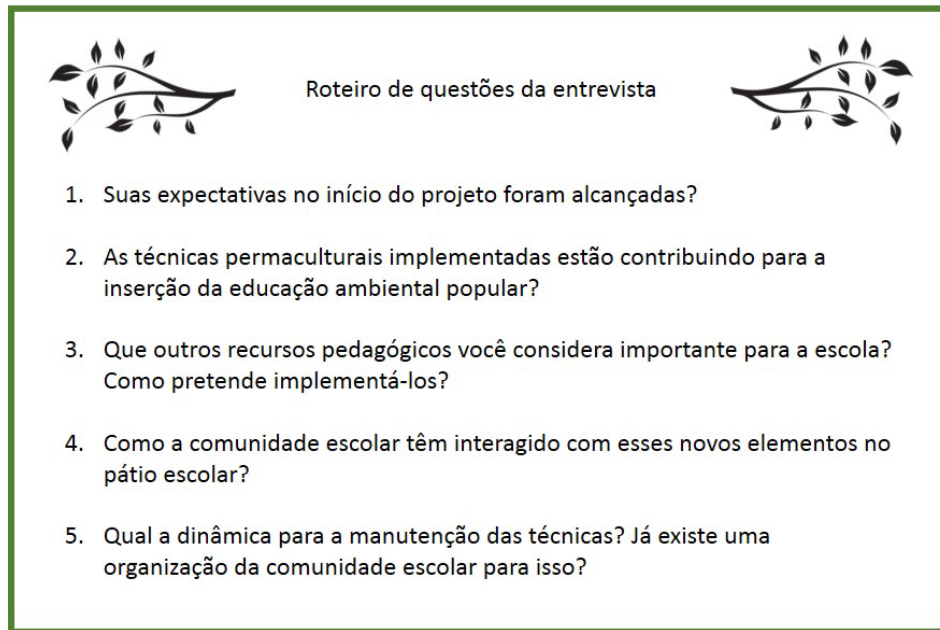 Roteiro de questões da entrevista
1. Suas expectativas no início do projeto foram alcançadas?
2. As técnicas permaculturais implementadas estão contribuindo para a
inserção da educação ambiental popular?
3. Que outros recursos pedagógicos você considera importante para a escola?
Como pretende implementá-los?
4. Como a comunidade escolar têm interagido com esses novos elementos no
pátio escolar?
5. Qual a dinâmica para a manutenção das técnicas? Já existe uma
organização da comunidade escolar para isso?